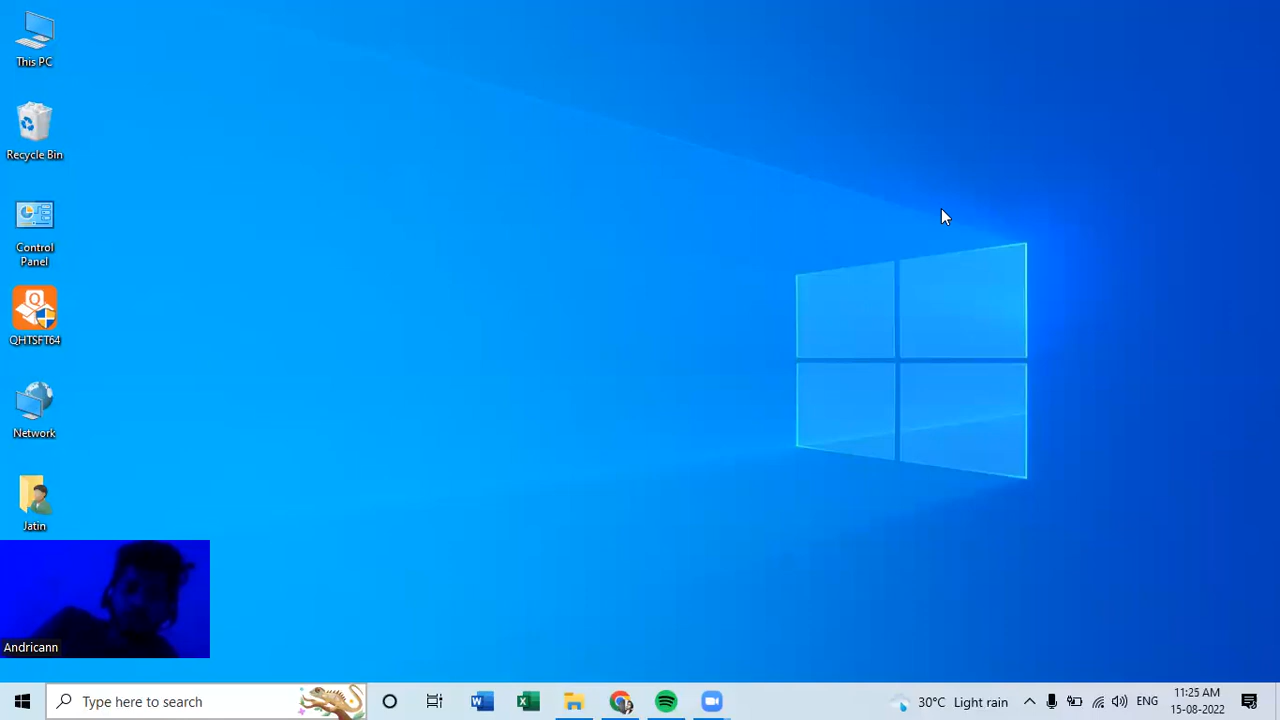 This PC
Recycle Bin
Control
Panel
Q
QHTSFT64
Network
Jatin
Andricann
Type here to search
W
X
30°C Light rain
ENG
11:25 AM
15-08-2022